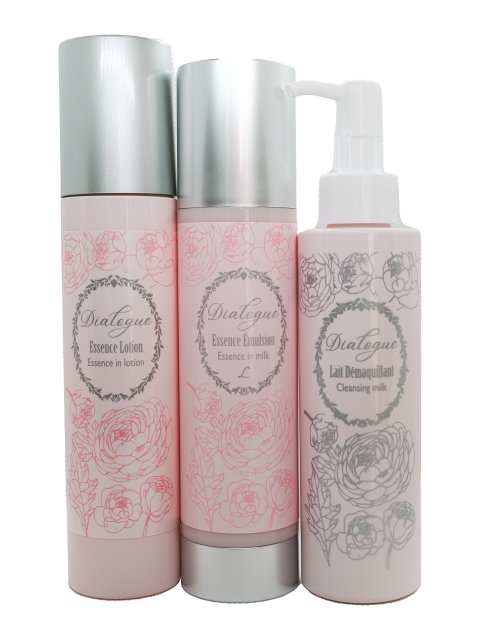 Dialogue
Essence Lotion
Essence in lotion
Dialogue
Essence Emulsion
Essence in milk
L
Dialogue
Lait Démaquillant
Cleansing milk